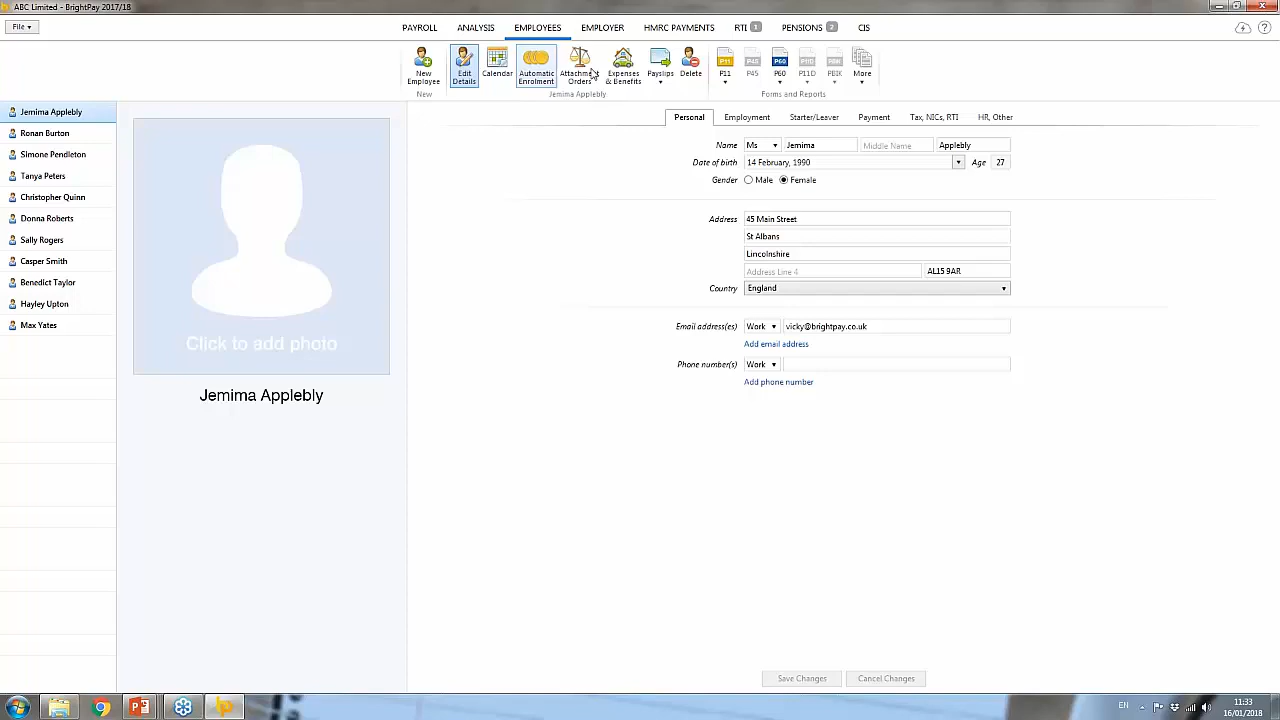 ABC Limited - BrightPay 2017/18
File
PAYROLL ANALYSIS EMPLOYEES EMPLOYER HMRC PAYMENTS RTI 1 PENSIONS 2 CIS
New Employee
Edit Details
Calendar
Automatic Enrolment
Attachment Orders
Expenses & Benefits
Payslips
Delete
P11
P45
P60
P11D
PBIK
More
New
Jemima Applebly
Forms and Reports
Jemima Applebly
Ronan Burton
Simone Pendleton
Tanya Peters
Christopher Quinn
Donna Roberts
Sally Rogers
Casper Smith
Benedict Taylor
Hayley Upton
Max Yates
Click to add photo
Jemima Applebly
Personal Employment Starter/Leaver Payment Tax, NICs, RTI HR, Other
Name Ms Jemima Middle Name Applebly
Date of birth 14 February, 1990 Age 27
Gender Male Female
Address 45 Main Street
St Albans
Lincolnshire
Address Line 4 AL15 9AR
Country England
Email address(es) Work vicky@brightpay.co.uk
Add email address
Phone number(s) Work
Add phone number
Save Changes Cancel Changes
EN
11:33
16/01/2018